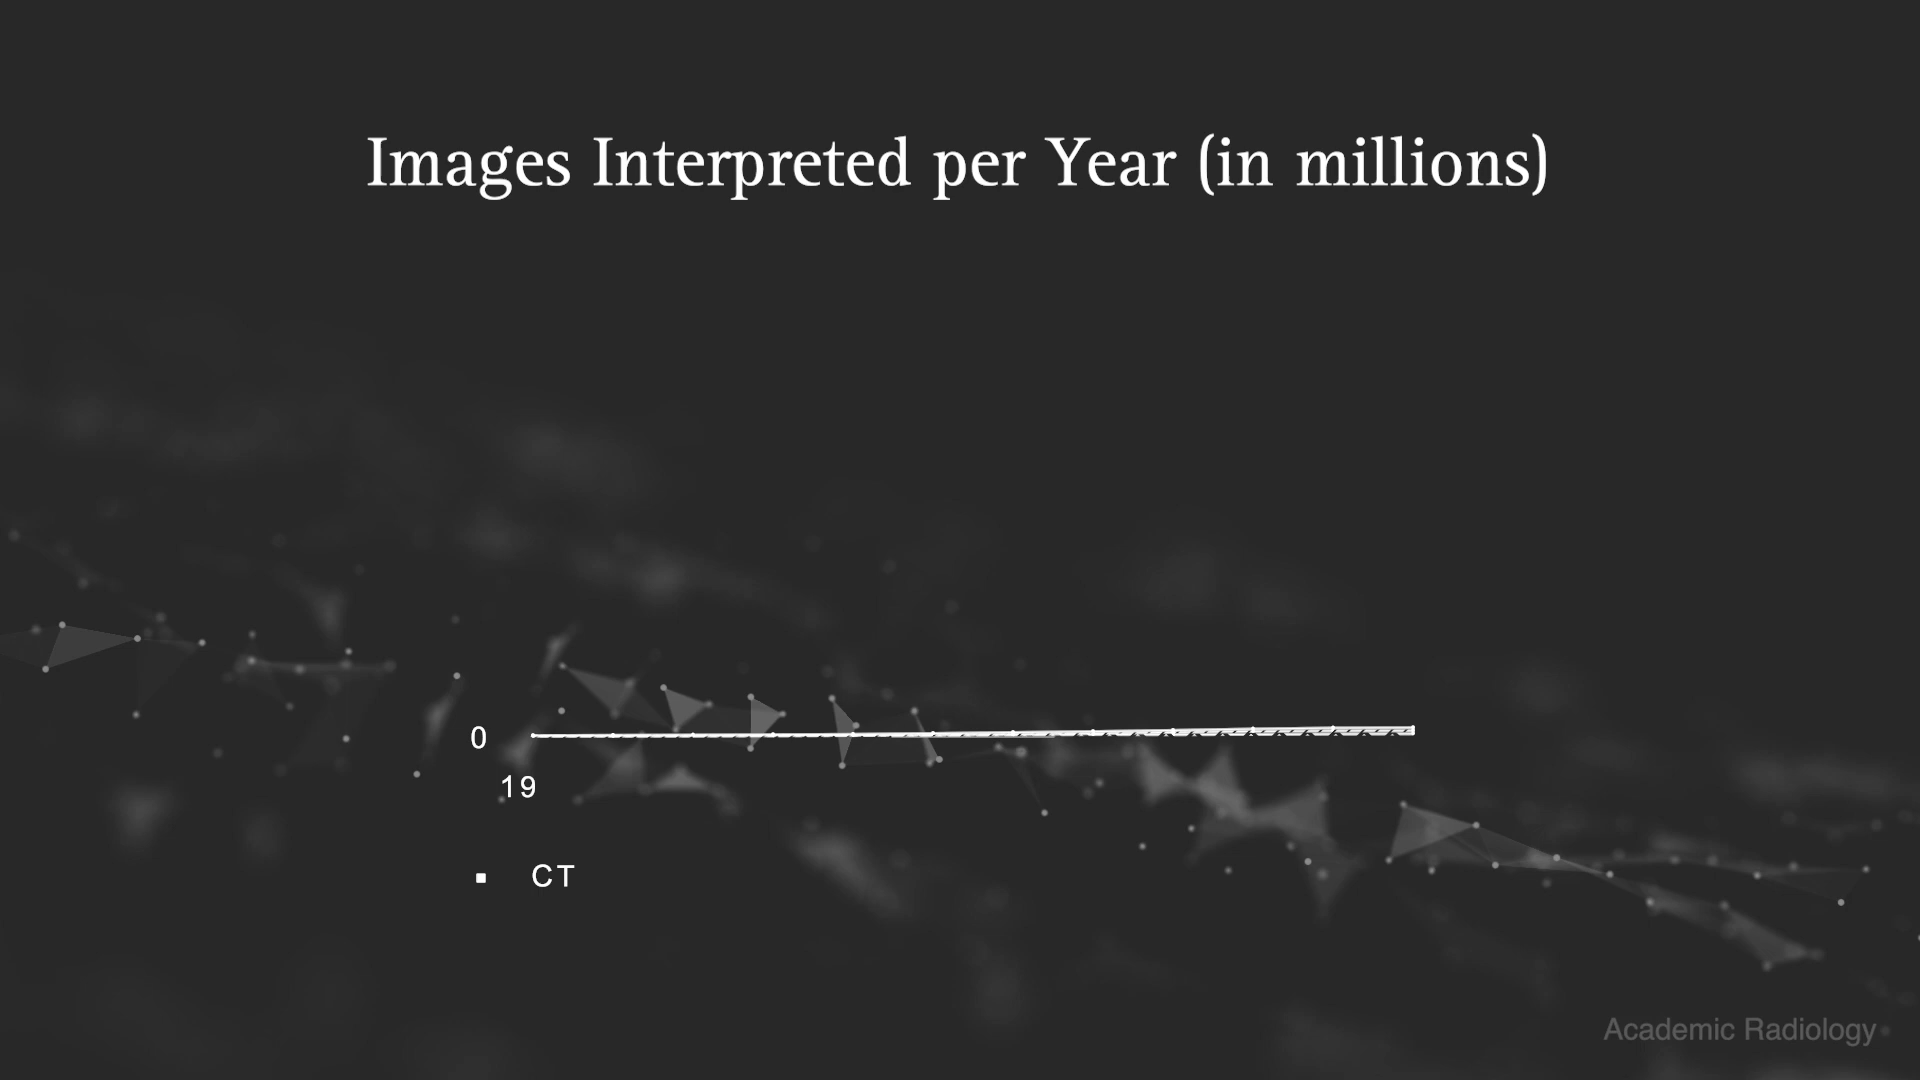 Images Interpreted per Year (in millions)
0
19
CT
Academic Radiology